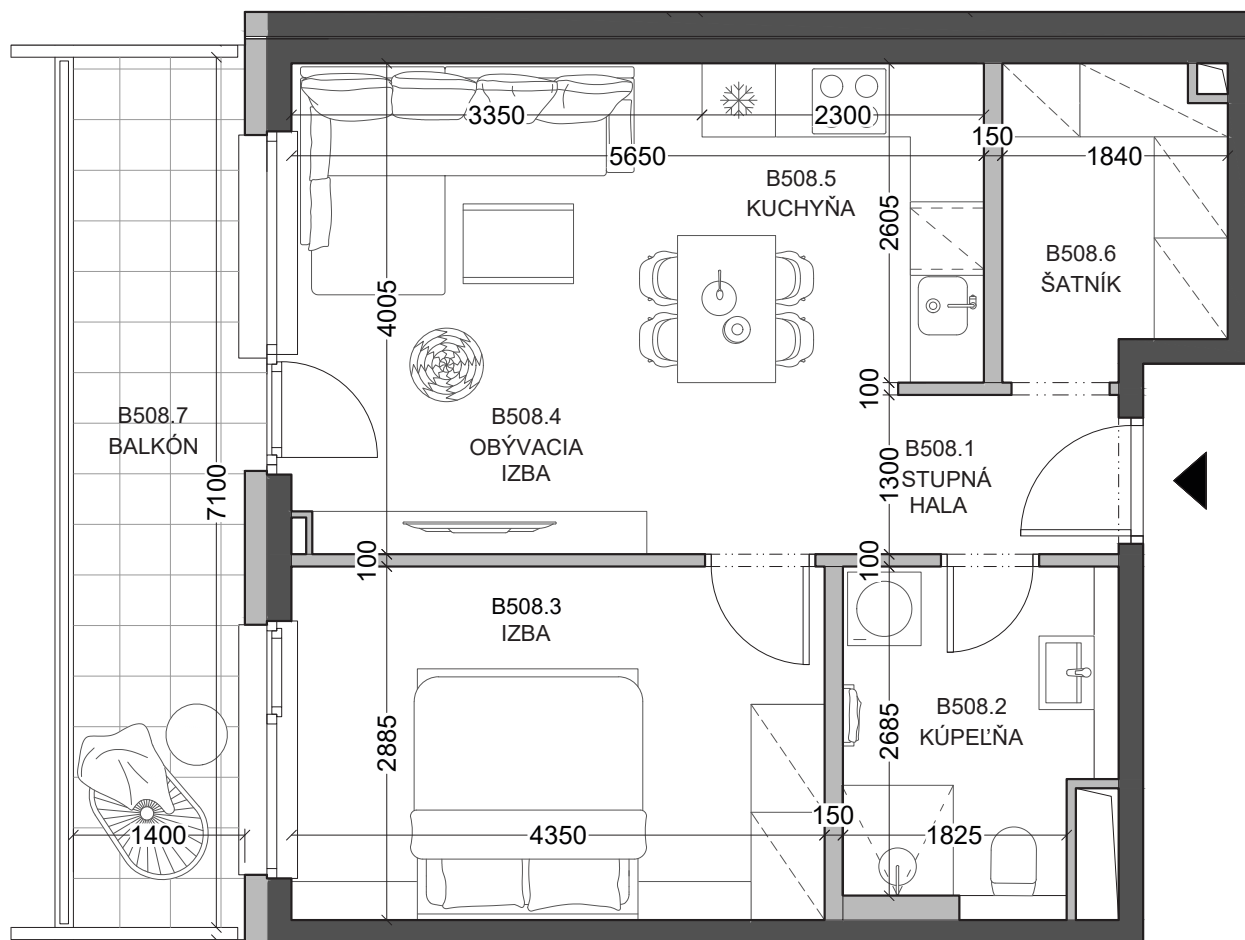 3350
2300
150
5650
1840
B508.5
KUCHYŇA
2605
B508.6
ŠATNÍK
4005
100
B508.7
BALKÓN
B508.4
OBÝVACIA
IZBA
B508.1
STUPNÁ
HALA
1300
7100
100
100
B508.3
IZBA
B508.2
KÚPEĽŇA
2885
2685
150
1400
4350
1825